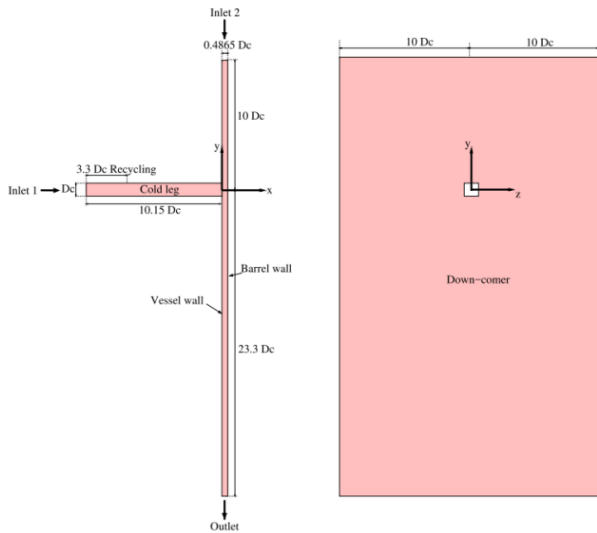 Inlet 2
0.4865 Dc
10 Dc
10 Dc
10 Dc
y
y
3.3 Dc Recycling
Inlet 1
Dc
Cold leg
x
z
10.15 Dc
Barrel wall
Down-comer
Vessel wall
23.3 Dc
Outlet